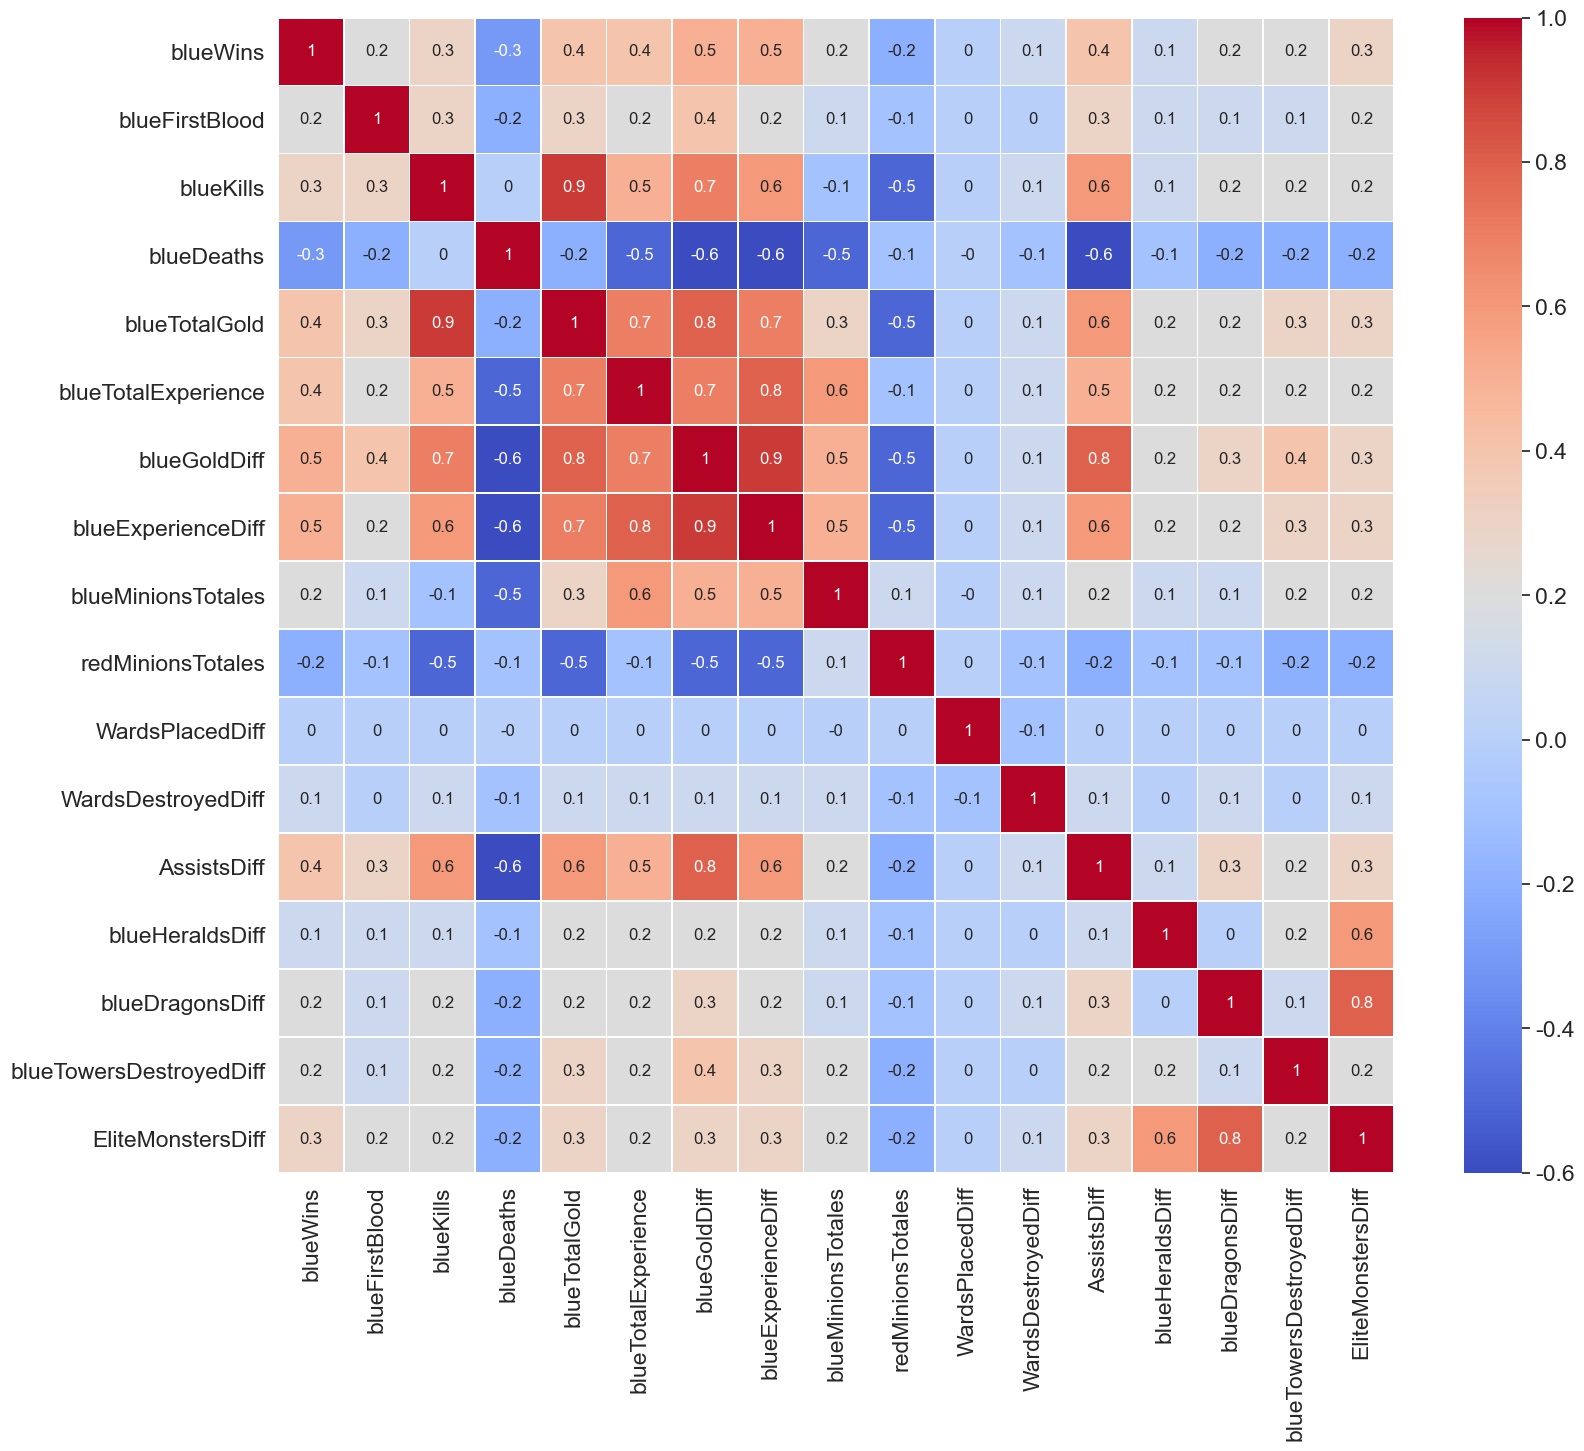 blueWins 1 0.2 0.3 -0.3 0.4 0.4 0.5 0.5 0.2 -0.2 0 0.1 0.4 0.1 0.2 0.2 0.3
blueFirstBlood 0.2 1 0.3 -0.2 0.3 0.2 0.4 0.2 0.1 -0.1 0 0 0.3 0.1 0.1 0.1 0.2
blueKills 0.3 0.3 1 0 0.9 0.5 0.7 0.6 -0.1 -0.5 0 0.1 0.6 0.1 0.2 0.2 0.2
blueDeaths -0.3 -0.2 0 1 -0.2 -0.5 -0.6 -0.6 -0.5 -0.1 -0 -0.1 -0.6 -0.1 -0.2 -0.2 -0.2
blueTotalGold 0.4 0.3 0.9 -0.2 1 0.7 0.8 0.7 0.3 -0.5 0 0.1 0.6 0.2 0.2 0.3 0.3
blueTotalExperience 0.4 0.2 0.5 -0.5 0.7 1 0.7 0.8 0.6 -0.1 0 0.1 0.5 0.2 0.2 0.2 0.2
blueGoldDiff 0.5 0.4 0.7 -0.6 0.8 0.7 1 0.9 0.5 -0.5 0 0.1 0.8 0.2 0.3 0.4 0.3
blueExperienceDiff 0.5 0.2 0.6 -0.6 0.7 0.8 0.9 1 0.5 -0.5 0 0.1 0.6 0.2 0.2 0.3 0.3
blueMinionsTotales 0.2 0.1 -0.1 -0.5 0.3 0.6 0.5 0.5 1 0.1 -0 0.1 0.2 0.1 0.1 0.2 0.2
redMinionsTotales -0.2 -0.1 -0.5 -0.1 -0.5 -0.1 -0.5 -0.5 0.1 1 0 -0.1 -0.2 -0.1 -0.1 -0.2 -0.2
WardsPlacedDiff 0 0 0 -0 0 0 0 0 -0 0 1 -0.1 0 0 0 0 0
WardsDestroyedDiff 0.1 0 0.1 -0.1 0.1 0.1 0.1 0.1 0.1 -0.1 -0.1 1 0.1 0 0.1 0 0.1
AssistsDiff 0.4 0.3 0.6 -0.6 0.6 0.5 0.8 0.6 0.2 -0.2 0 0.1 1 0.1 0.3 0.2 0.3
blueHeraldsDiff 0.1 0.1 0.1 -0.1 0.2 0.2 0.2 0.2 0.1 -0.1 0 0 0.1 1 0 0.2 0.6
blueDragonsDiff 0.2 0.1 0.2 -0.2 0.2 0.2 0.3 0.2 0.1 -0.1 0 0.1 0.3 0 1 0.1 0.8
blueTowersDestroyedDiff 0.2 0.1 0.2 -0.2 0.3 0.2 0.4 0.3 0.2 -0.2 0 0 0.2 0.2 0.1 1 0.2
EliteMonstersDiff 0.3 0.2 0.2 -0.2 0.3 0.2 0.3 0.3 0.2 -0.2 0 0.1 0.3 0.6 0.8 0.2 1
blueWins
blueFirstBlood
blueKills
blueDeaths
blueTotalGold
blueTotalExperience
blueGoldDiff
blueExperienceDiff
blueMinionsTotales
redMinionsTotales
WardsPlacedDiff
WardsDestroyedDiff
AssistsDiff
blueHeraldsDiff
blueDragonsDiff
blueTowersDestroyedDiff
EliteMonstersDiff
1.0
0.8
0.6
0.4
0.2
0.0
-0.2
-0.4
-0.6